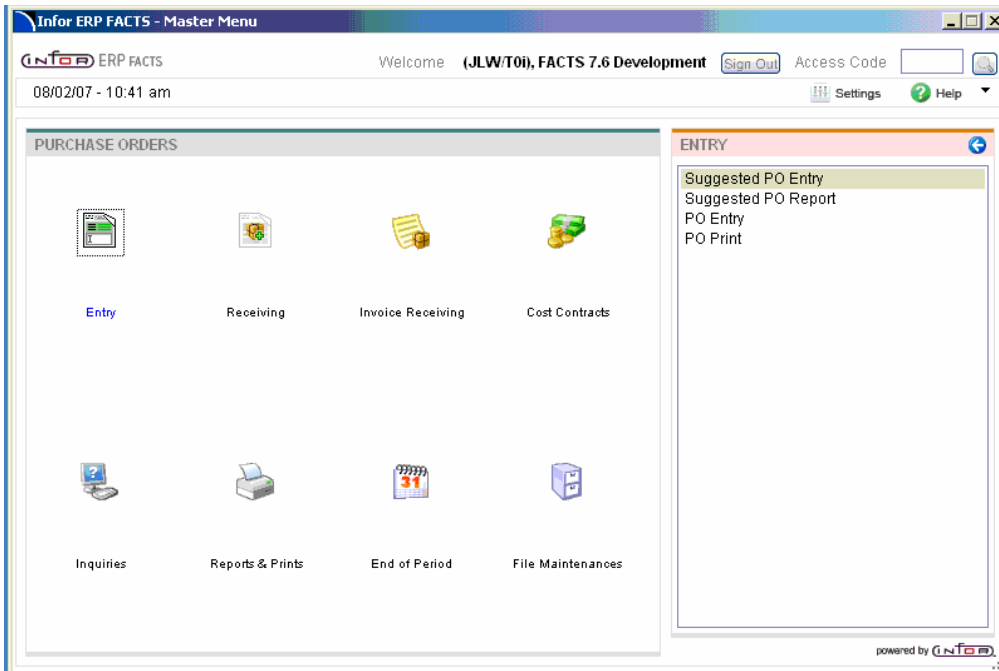 Infor ERP FACTS - Master Menu
infor ERP FACTS
Welcome (JLW/T0i), FACTS 7.6 Development Sign Out Access Code
08/02/07 - 10:41 am
Settings Help
PURCHASE ORDERS
Entry Receiving Invoice Receiving Cost Contracts
31
Inquiries Reports & Prints End of Period File Maintenances
ENTRY
Suggested PO Entry
Suggested PO Report
PO Entry
PO Print
powered by infor